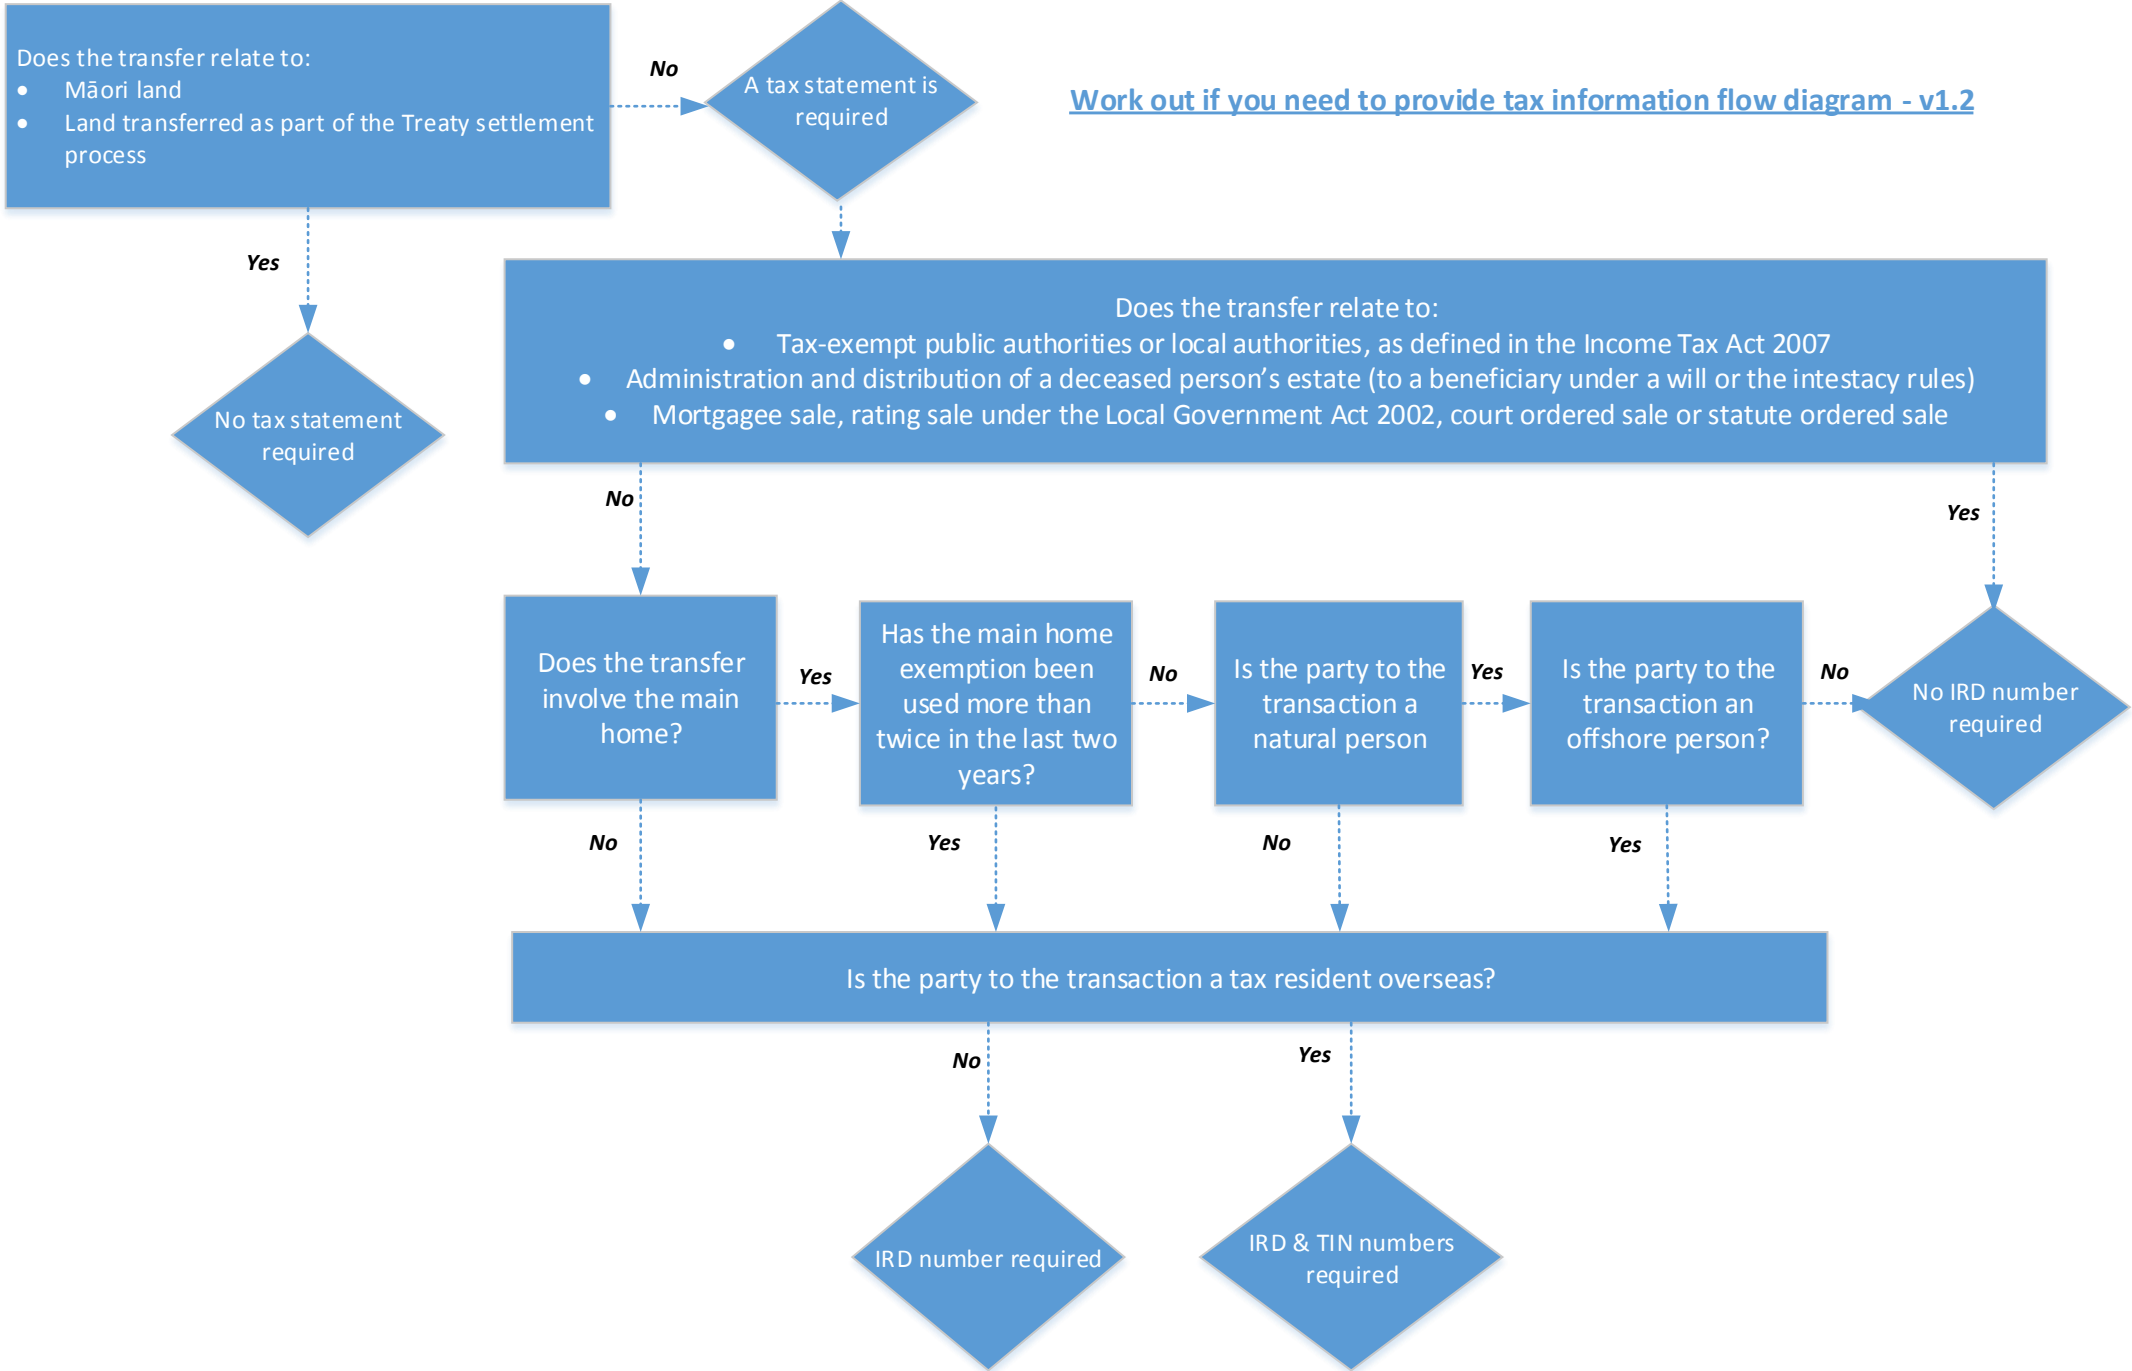 Does the transfer relate to:
• Māori land
• Land transferred as part of the Treaty settlement
process
No
A tax statement is
required
Work out if you need to provide tax information flow diagram - v1.2
Yes
No tax statement
required
Does the transfer relate to:
• Tax-exempt public authorities or local authorities, as defined in the Income Tax Act 2007
• Administration and distribution of a deceased person’s estate (to a beneficiary under a will or the intestacy rules)
• Mortgagee sale, rating sale under the Local Government Act 2002, court ordered sale or statute ordered sale
No
Yes
Does the transfer
involve the main
home?
Yes
Has the main home
exemption been
used more than
twice in the last two
years?
No
Is the party to the
transaction a
natural person
Yes
Is the party to the
transaction an
offshore person?
No
No IRD number
required
No
Yes
No
Yes
Is the party to the transaction a tax resident overseas?
No
Yes
IRD number required
IRD & TIN numbers
required